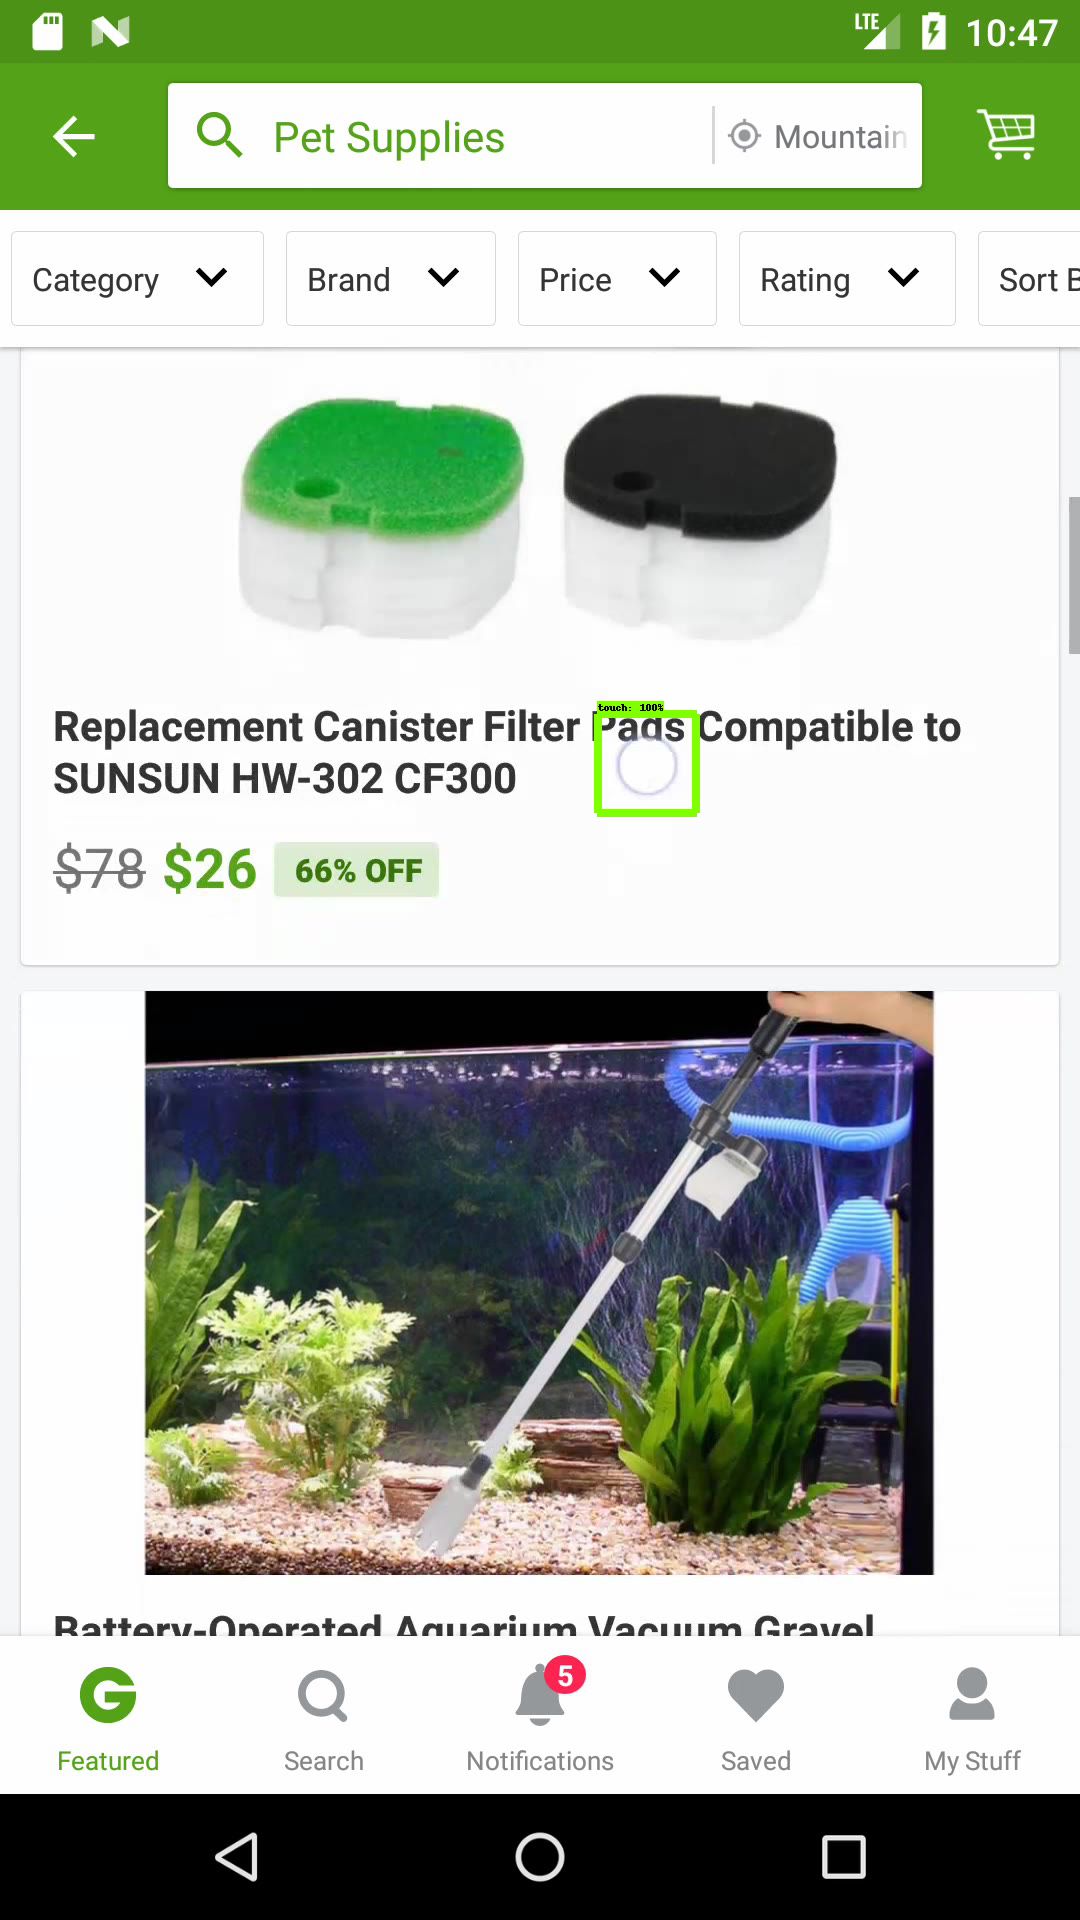 LTE 10:47
Pet Supplies Mountain
Category Brand Price Rating Sort B
touch: 100%
Replacement Canister Filter Pads Compatible to
SUNSUN HW-302 CF300
$78 $26 66% OFF
Battery-Operated Aquarium Vacuum Gravel
5
G
Featured Search Notifications Saved My Stuff